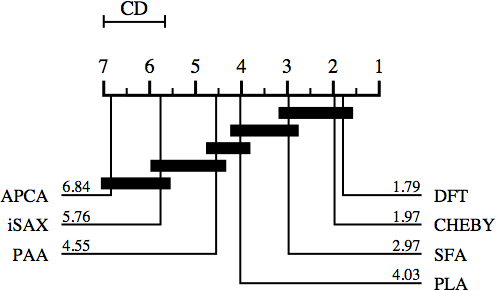 CD
7 6 5 4 3 2 1
APCA 6.84 1.79 DFT
iSAX 5.76 1.97 CHEBY
PAA 4.55 2.97 SFA
4.03 PLA